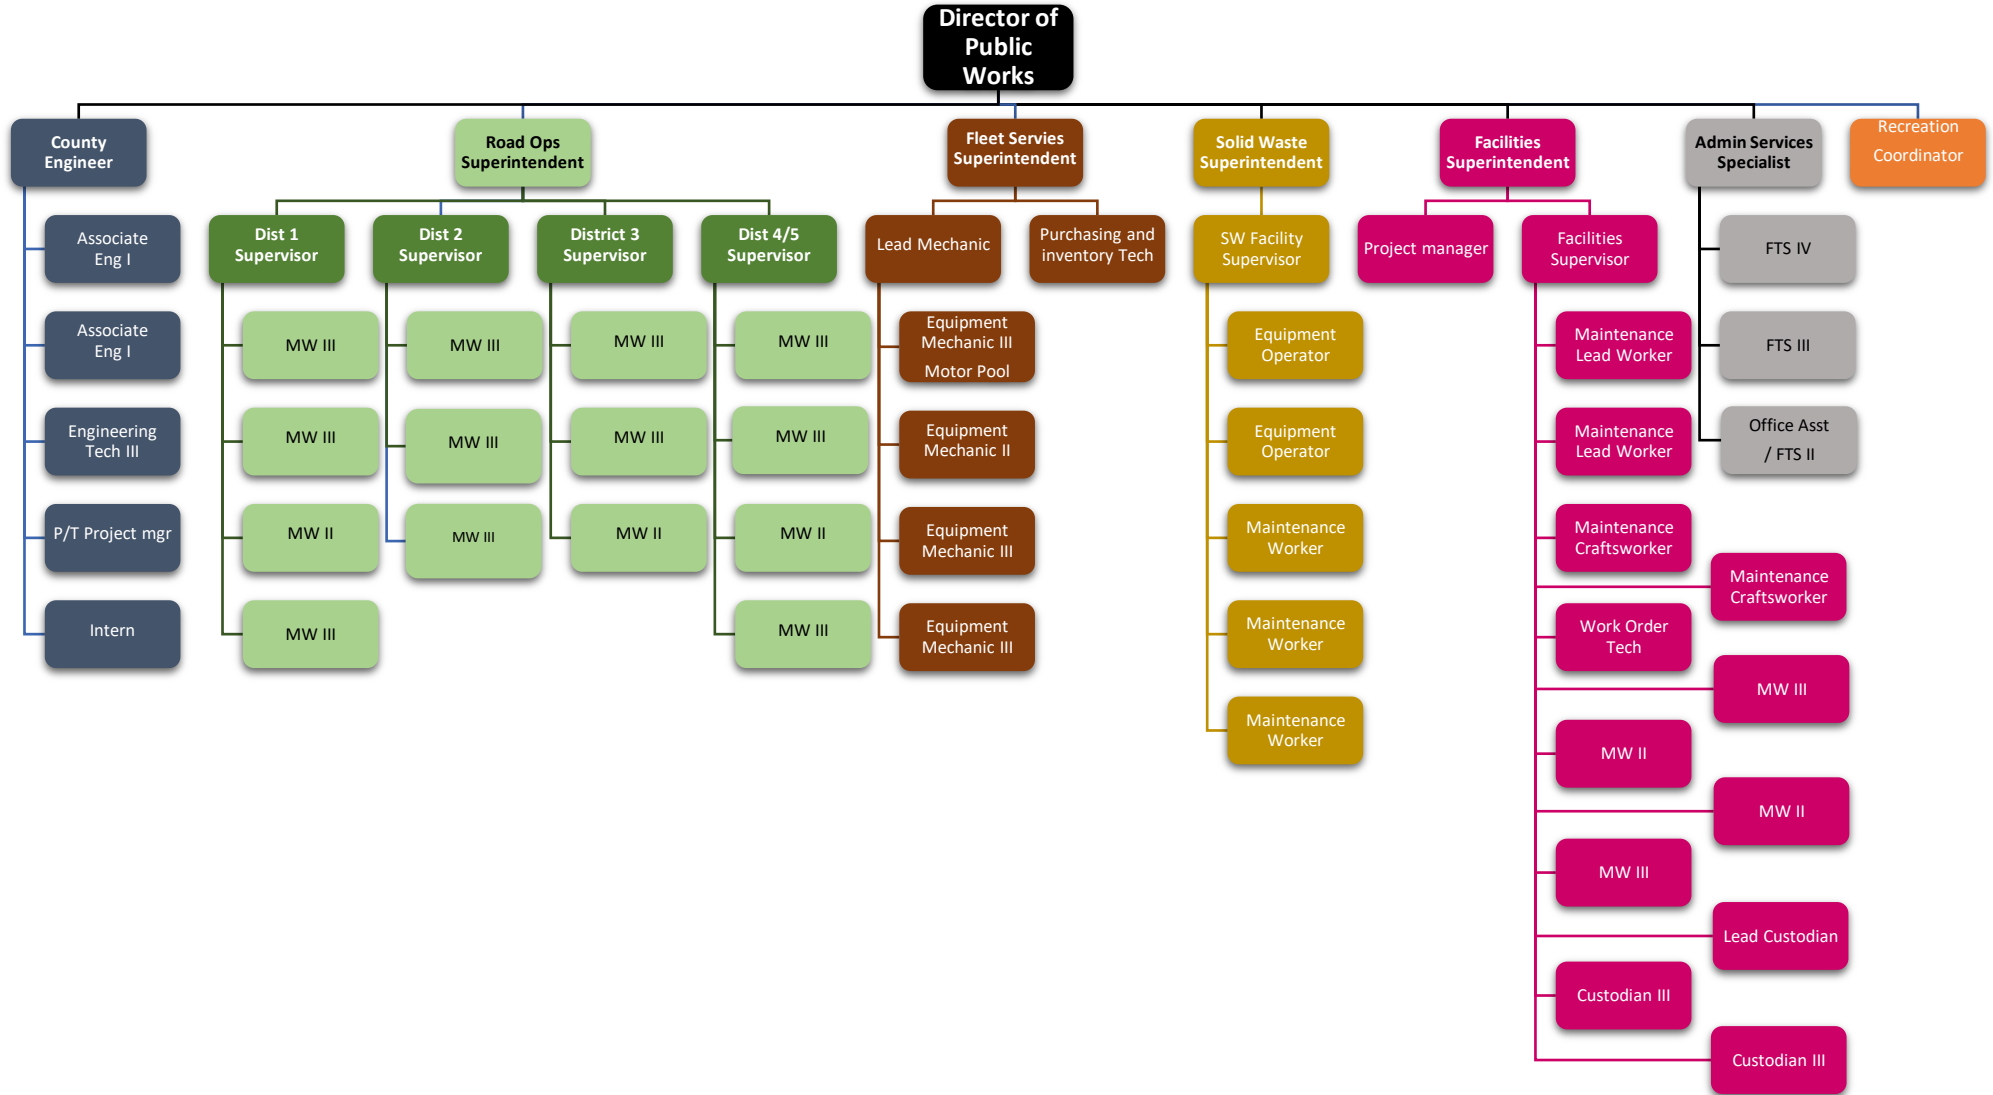 Director of
Public
Works
County
Engineer
Road Ops
Superintendent
Fleet Servies
Superintendent
Solid Waste
Superintendent
Facilities
Superintendent
Admin Services
Specialist
Recreation
Coordinator
Associate
Eng I
Associate
Eng I
Engineering
Tech III
P/T Project mgr
Intern
Dist 1
Supervisor
MW III
MW III
MW II
MW III
Dist 2
Supervisor
MW III
MW III
MW III
District 3
Supervisor
MW III
MW III
MW II
Dist 4/5
Supervisor
MW III
MW III
MW II
MW III
Lead Mechanic
Equipment
Mechanic III
Motor Pool
Equipment
Mechanic II
Equipment
Mechanic III
Equipment
Mechanic III
Purchasing and
inventory Tech
SW Facility
Supervisor
Equipment
Operator
Equipment
Operator
Maintenance
Worker
Maintenance
Worker
Maintenance
Worker
Project manager
Facilities
Supervisor
Maintenance
Lead Worker
Maintenance
Lead Worker
Maintenance
Craftsworker
Maintenance
Craftsworker
Work Order
Tech
MW III
MW II
MW II
MW III
Lead Custodian
Custodian III
Custodian III
FTS IV
FTS III
Office Asst
/ FTS II